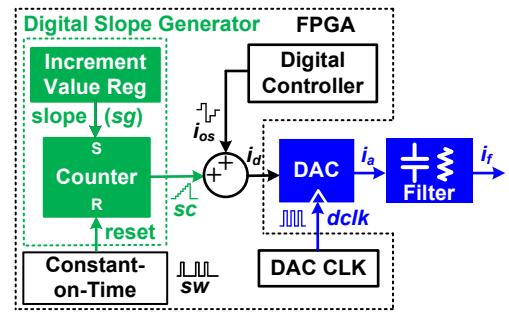 Digital Slope Generator
FPGA
Increment
Value Reg
Digital
Controller
slope (sg)
i_os
S
Counter
R
+
+
i_d
DAC
i_a
Filter
i_f
sc
reset
dclk
Constant-
on-Time
sw
DAC CLK